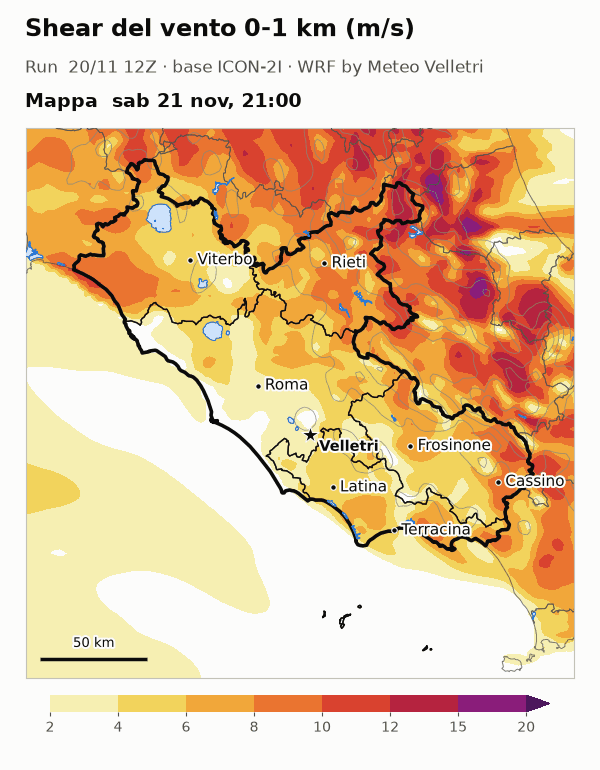 Shear del vento 0-1 km (m/s)
Run  20/11 12Z · base ICON-2I · WRF by Meteo Velletri
Mappa  sab 21 nov, 21:00
Viterbo
Rieti
Roma
Velletri
Frosinone
Cassino
Latina
Terracina
50 km
2 4 6 8 10 12 15 20